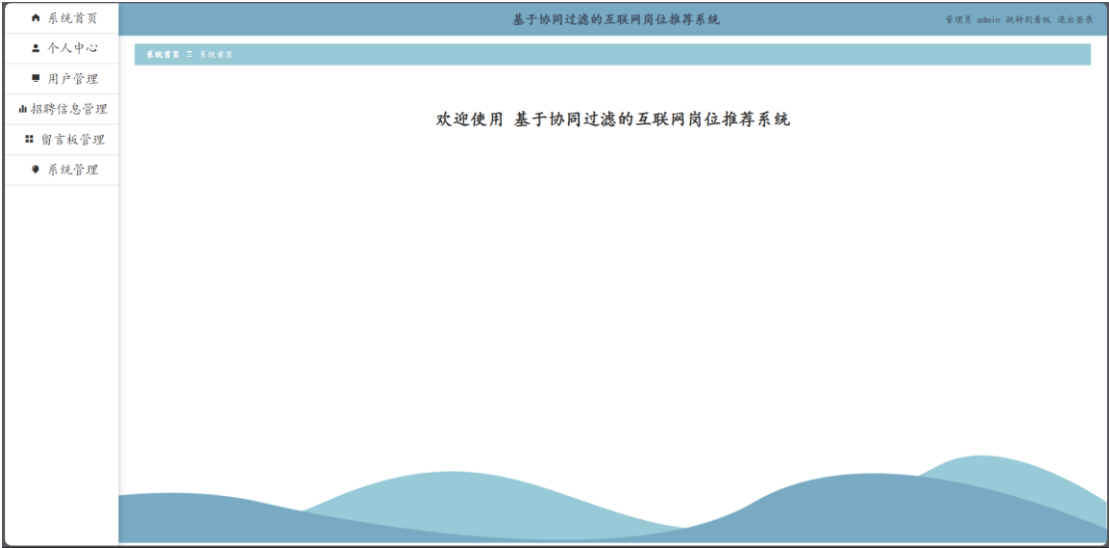 系统首页
个人中心
用户管理
招聘信息管理
留言板管理
系统管理
基于协同过滤的互联网岗位推荐系统
管理员 admin 跳转到看板 退出登录
系统首页 系统首页
欢迎使用 基于协同过滤的互联网岗位推荐系统